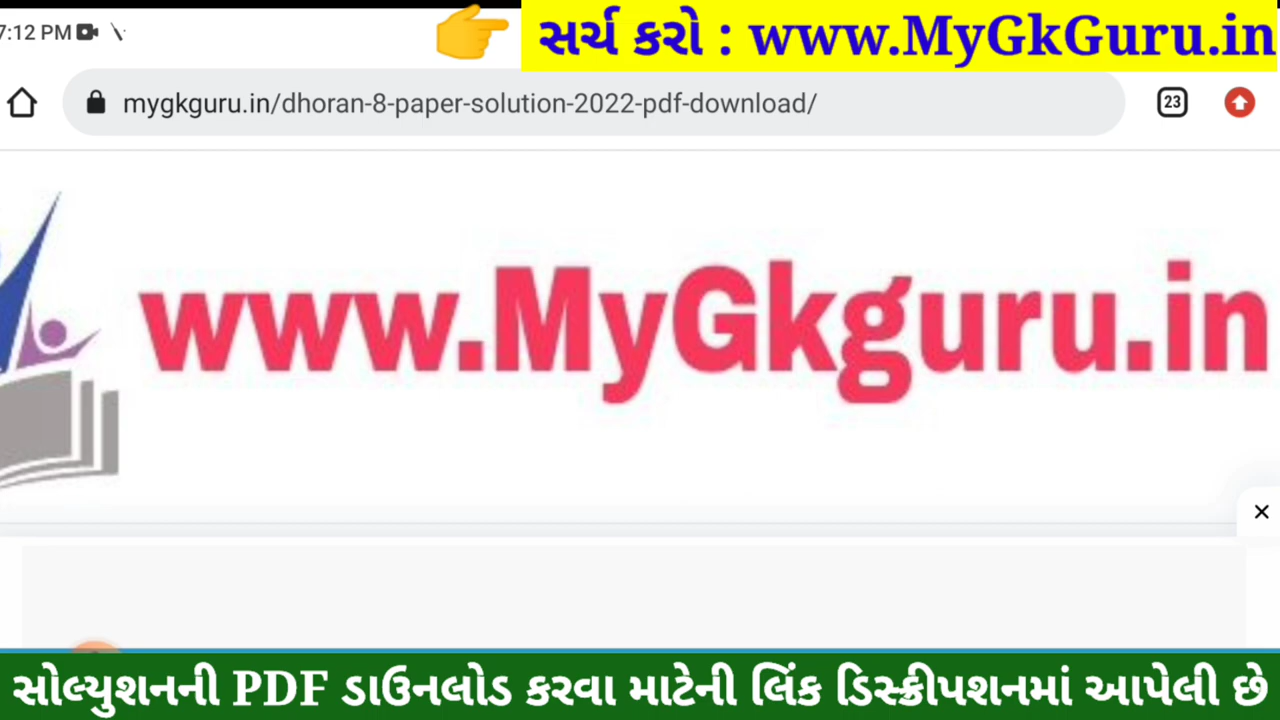 7:12 PM
સર્ચ કરો : www.MyGkGuru.in
mygkguru.in/dhoran-8-paper-solution-2022-pdf-download/
23
www.MyGkguru.in
સોલ્યુશનની PDF ડાઉનલોડ કરવા માટેની લિંક ડિસ્ક્રીપશનમાં આપેલી છે